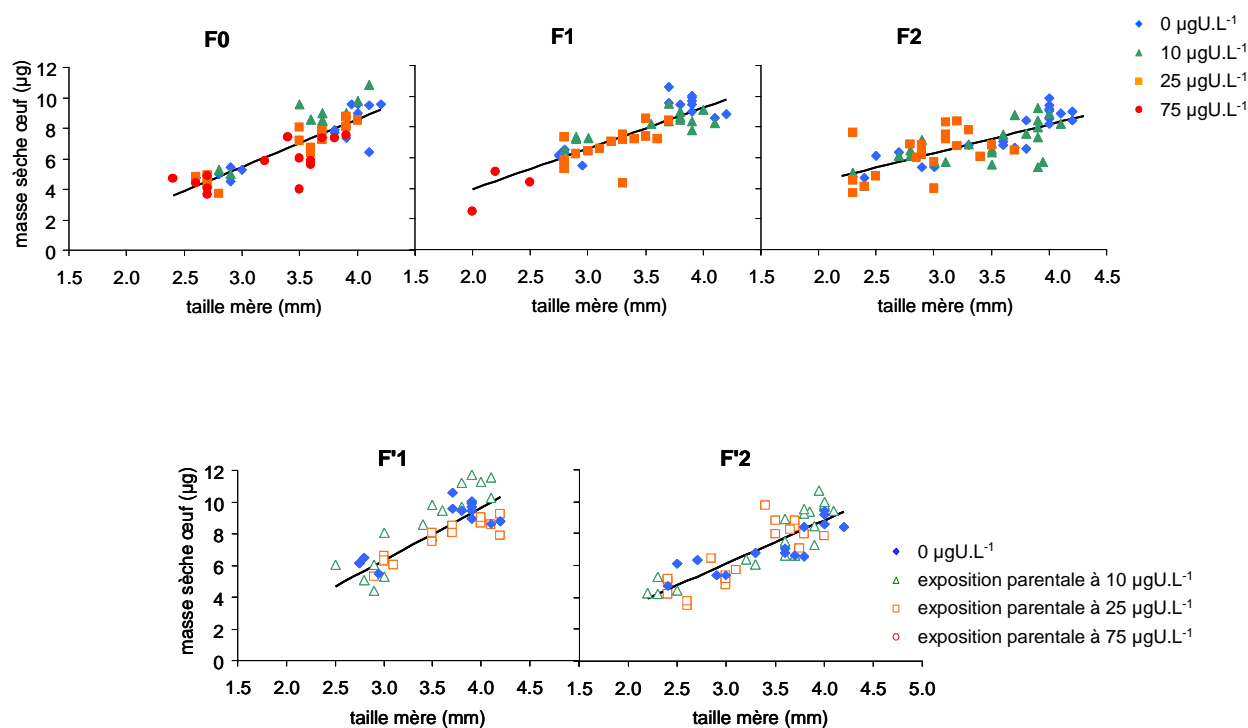 F0
F1
F2
0 µgU.L⁻¹
10 µgU.L⁻¹
25 µgU.L⁻¹
75 µgU.L⁻¹
masse sèche œuf (µg)
12
10
8
6
4
2
0
1.5 2.0 2.5 3.0 3.5 4.0 1.5 2.0 2.5 3.0 3.5 4.0 1.5 2.0 2.5 3.0 3.5 4.0 4.5
taille mère (mm)
taille mère (mm)
taille mère (mm)
F'1
F'2
masse sèche œuf (µg)
12
10
8
6
4
2
0
1.5 2.0 2.5 3.0 3.5 4.0 4.5 1.5 2.0 2.5 3.0 3.5 4.0 4.5 5.0
taille mère (mm)
taille mère (mm)
0 µgU.L⁻¹
exposition parentale à 10 µgU.L⁻¹
exposition parentale à 25 µgU.L⁻¹
exposition parentale à 75 µgU.L⁻¹